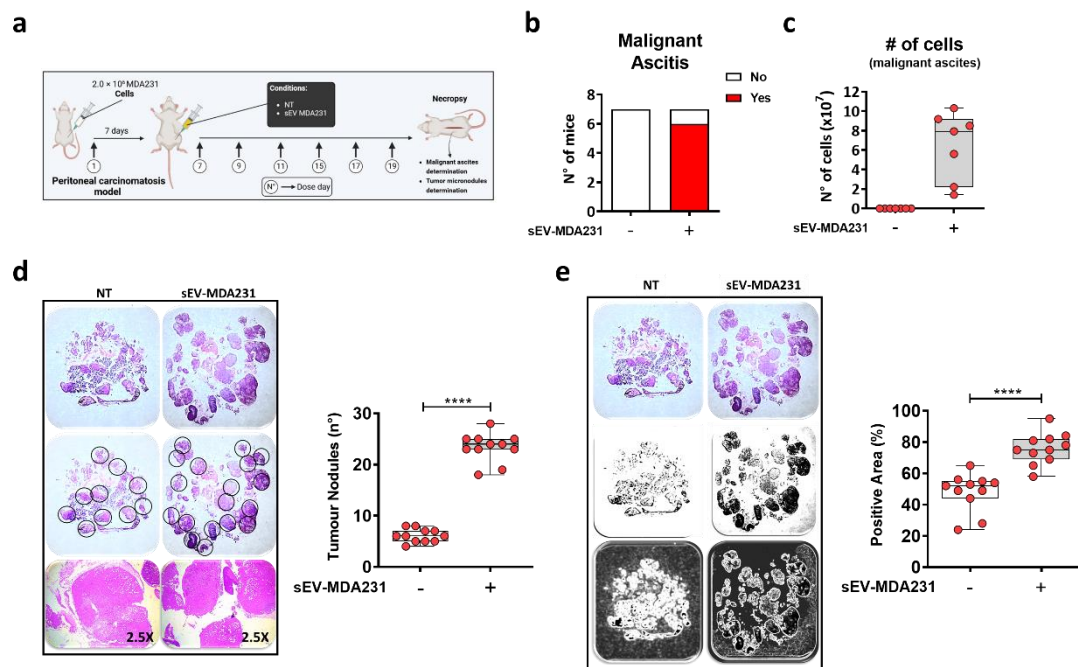 a
2.0 × 10⁶ MDA231
Cells
7 days
Peritoneal carcinomatosis
model
Conditions:
• NT
• sEV MDA231
Necropsy
1
7
9
11
15
17
19
N° → Dose day
• Malignant ascites
determination
• Tumor micronodules
determination
b
Malignant
Ascitis
No
Yes
N° of mice
8
6
4
2
0
sEV-MDA231 - +
c
# of cells
(malignant ascites)
N° of cells (x10⁷)
12
10
8
6
4
2
0
sEV-MDA231 - +
d
NT sEV-MDA231
2.5X 2.5X
Tumour Nodules (n°)
30
20
10
0
****
sEV-MDA231 - +
e
NT sEV-MDA231
Positive Area (%)
100
80
60
40
20
0
****
sEV-MDA231 - +